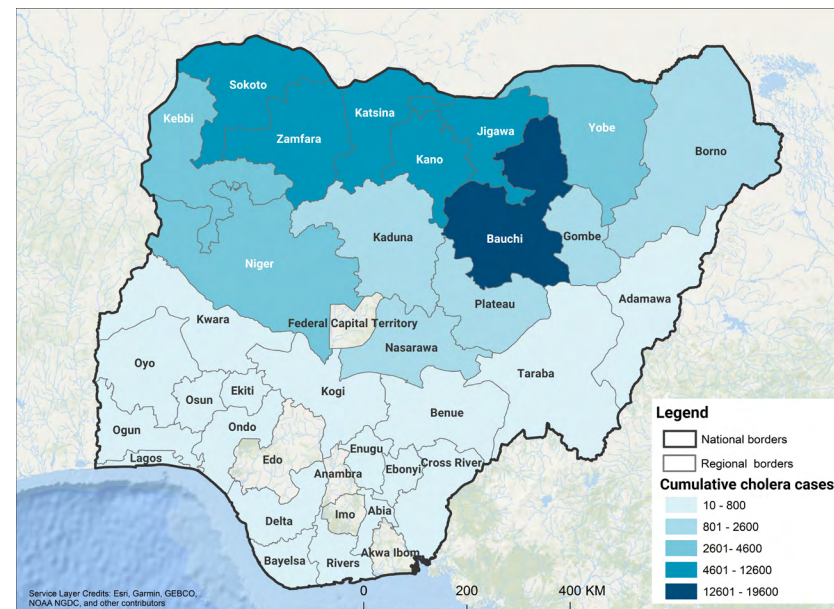 Sokoto
Kebbi
Zamfara
Katsina
Kano
Jigawa
Yobe
Borno
Kaduna
Bauchi
Gombe
Niger
Plateau
Adamawa
Federal Capital Territory
Nasarawa
Kwara
Oyo
Taraba
Kogi
Ekiti
Osun
Benue
Ogun
Ondo
Lagos
Edo
Enugu
Anambra
Ebonyi
Cross River
Imo
Abia
Delta
Akwa Ibom
Bayelsa
Rivers
Legend
National borders
Regional borders
Cumulative cholera cases
10 - 800
801 - 2600
2601- 4600
4601 - 12600
12601 - 19600
0 200 400 KM
Service Layer Credits: Esri, Garmin, GEBCO,
NOAA NGDC, and other contributors